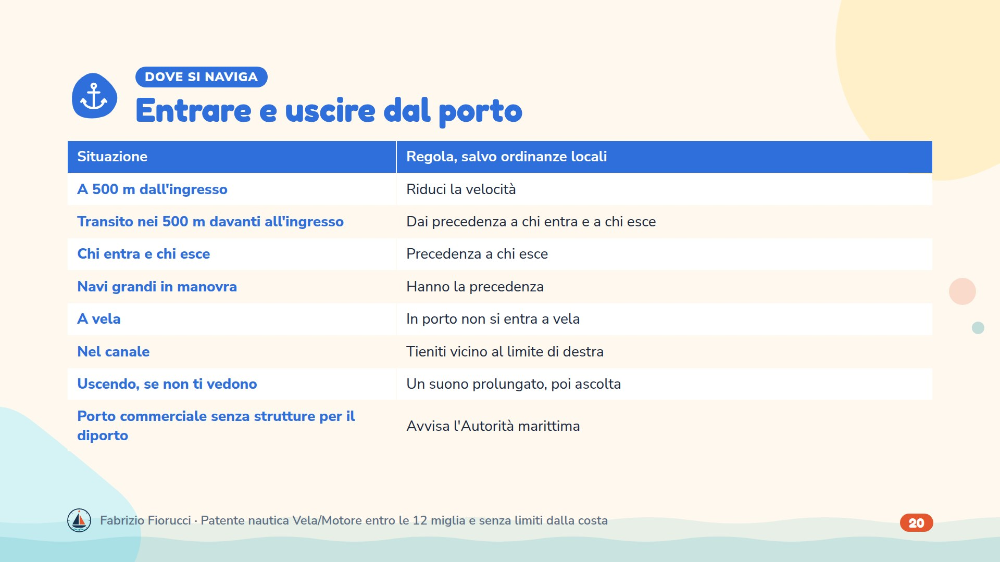 DOVE SI NAVIGA
Entrare e uscire dal porto
Situazione
Regola, salvo ordinanze locali
A 500 m dall'ingresso
Riduci la velocità
Transito nei 500 m davanti all'ingresso
Dai precedenza a chi entra e a chi esce
Chi entra e chi esce
Precedenza a chi esce
Navi grandi in manovra
Hanno la precedenza
A vela
In porto non si entra a vela
Nel canale
Tieniti vicino al limite di destra
Uscendo, se non ti vedono
Un suono prolungato, poi ascolta
Porto commerciale senza strutture per il
diporto
Avvisa l'Autorità marittima
Fabrizio Fiorucci · Patente nautica Vela/Motore entro le 12 miglia e senza limiti dalla costa
20